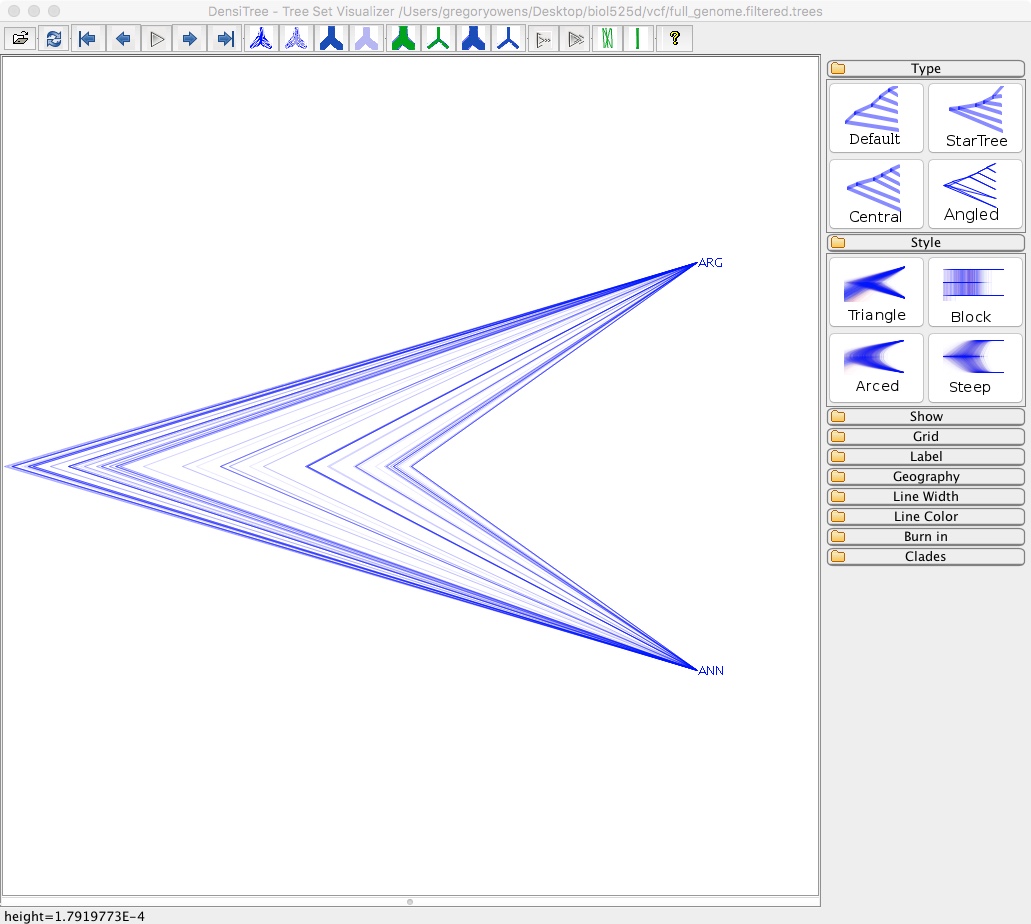 DensiTree - Tree Set Visualizer /Users/gregoryowens/Desktop/biol525d/vcf/full_genome.filtered.trees
?
Type
Default
StarTree
Central
Angled
Style
Triangle
Block
Arced
Steep
Show
Grid
Label
Geography
Line Width
Line Color
Burn in
Clades
ARG
ANN
height=1.7919773E-4